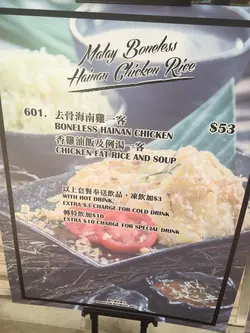 Malay Boneless
Hainan Chicken Rice
601. 去骨海南雞一客
BONELESS HAINAN CHICKEN $53
香雞油飯及例湯一客
CHICKEN FAT RICE AND SOUP
以上套餐奉送飲品，凍飲加$3
WITH HOT DRINK,
EXTRA $3 CHARGE FOR COLD DRINK
轉特飲加$10
EXTRA $10 CHARGE FOR SPECIAL DRINK